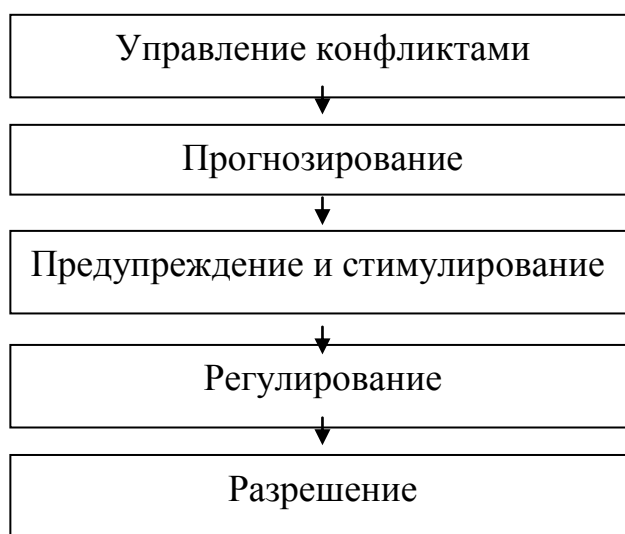 Управление конфликтами
Прогнозирование
Предупреждение и стимулирование
Регулирование
Разрешение